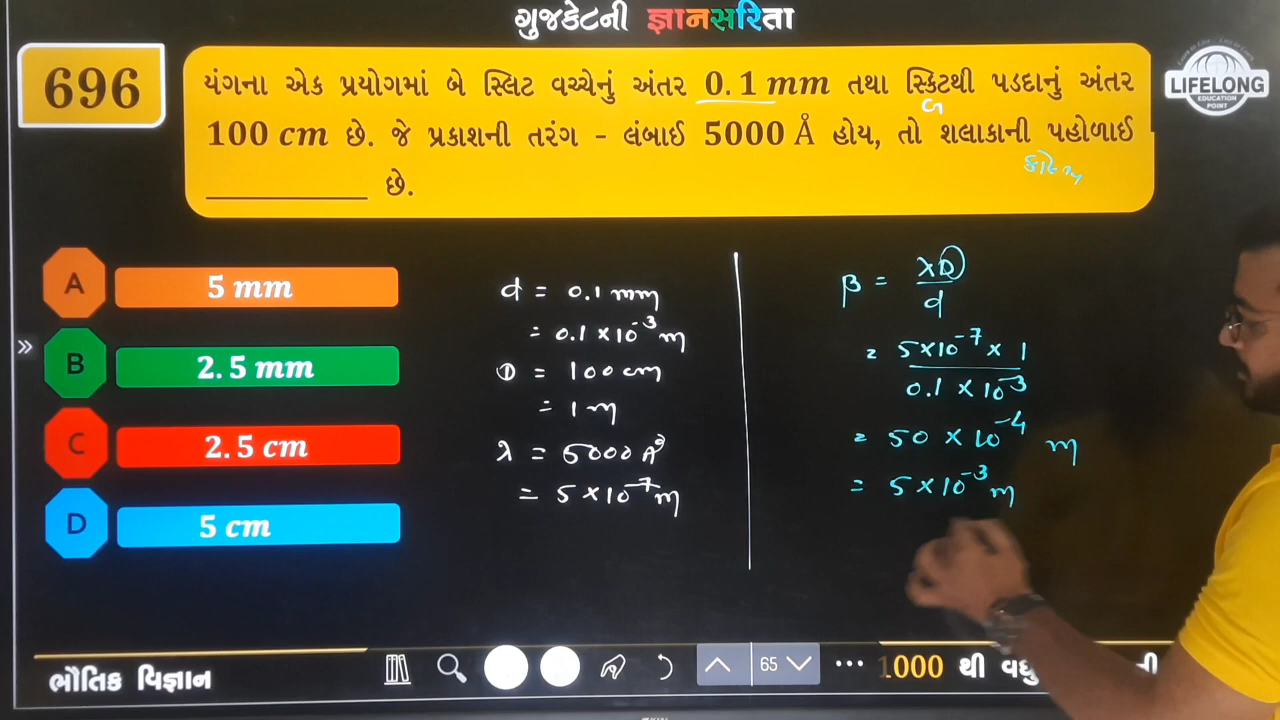 ગુજકેટની જ્ઞાનસરિતા
696
યંગના એક પ્રયોગમાં બે સ્લિટ વચ્ચેનું અંતર 0.1 mm તથા સ્ક્રિટથી પડદાનું અંતર
100 cm છે. જે પ્રકાશની તરંગ - લંબાઈ 5000 Å હોય, તો શલાકાની પહોળાઈ
છે.
LIFELONG
EDUCATION
POINT
A 5 mm
B 2.5 mm
C 2.5 cm
D 5 cm
d = 0.1 mm
= 0.1 × 10⁻³ m
D = 100 cm
= 1 m
λ = 5000 A°
= 5 × 10⁻⁷ m
β = λD / d
= 5 × 10⁻⁷ × 1 / 0.1 × 10⁻³
= 50 × 10⁻⁴ m
= 5 × 10⁻³ m
ભૌતિક વિજ્ઞાન
65
1000 થી વધુ